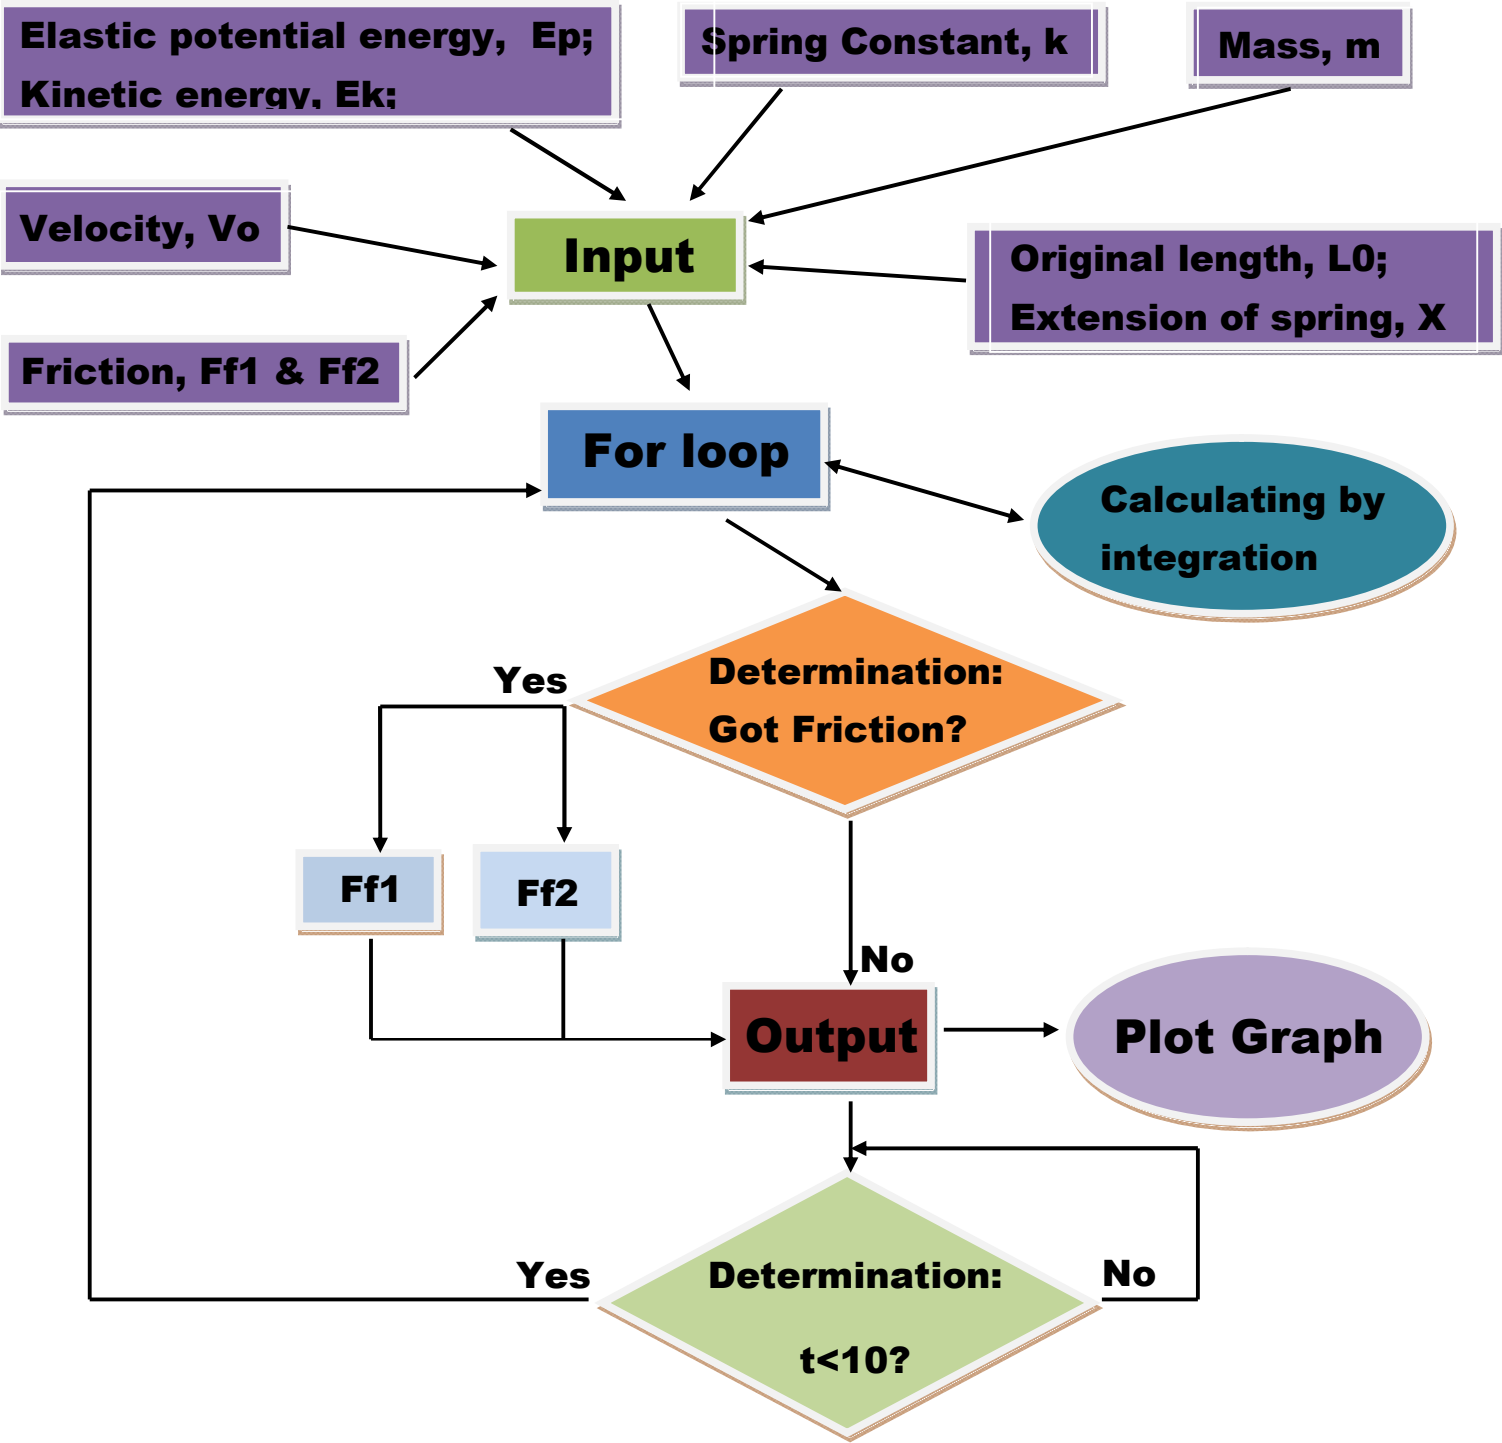 Elastic potential energy,  Ep;
Kinetic energy, Ek;
Spring Constant, k
Mass, m
Velocity, Vo
Input
Original length, L0;
Extension of spring, X
Friction, Ff1 & Ff2
For loop
Calculating by
integration
Yes
Determination:
Got Friction?
Ff1
Ff2
No
Output
Plot Graph
Yes
Determination:
t<10?
No